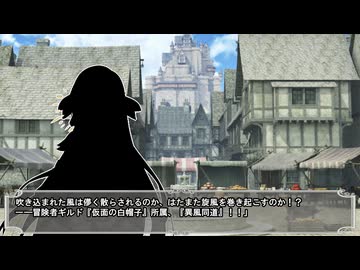 吹き込まれた風は儚く散らされるのか、はたまた旋風を巻き起こすのか！？
――冒険者ギルド『仮面の白帽子』所属、『異風同道』！！」